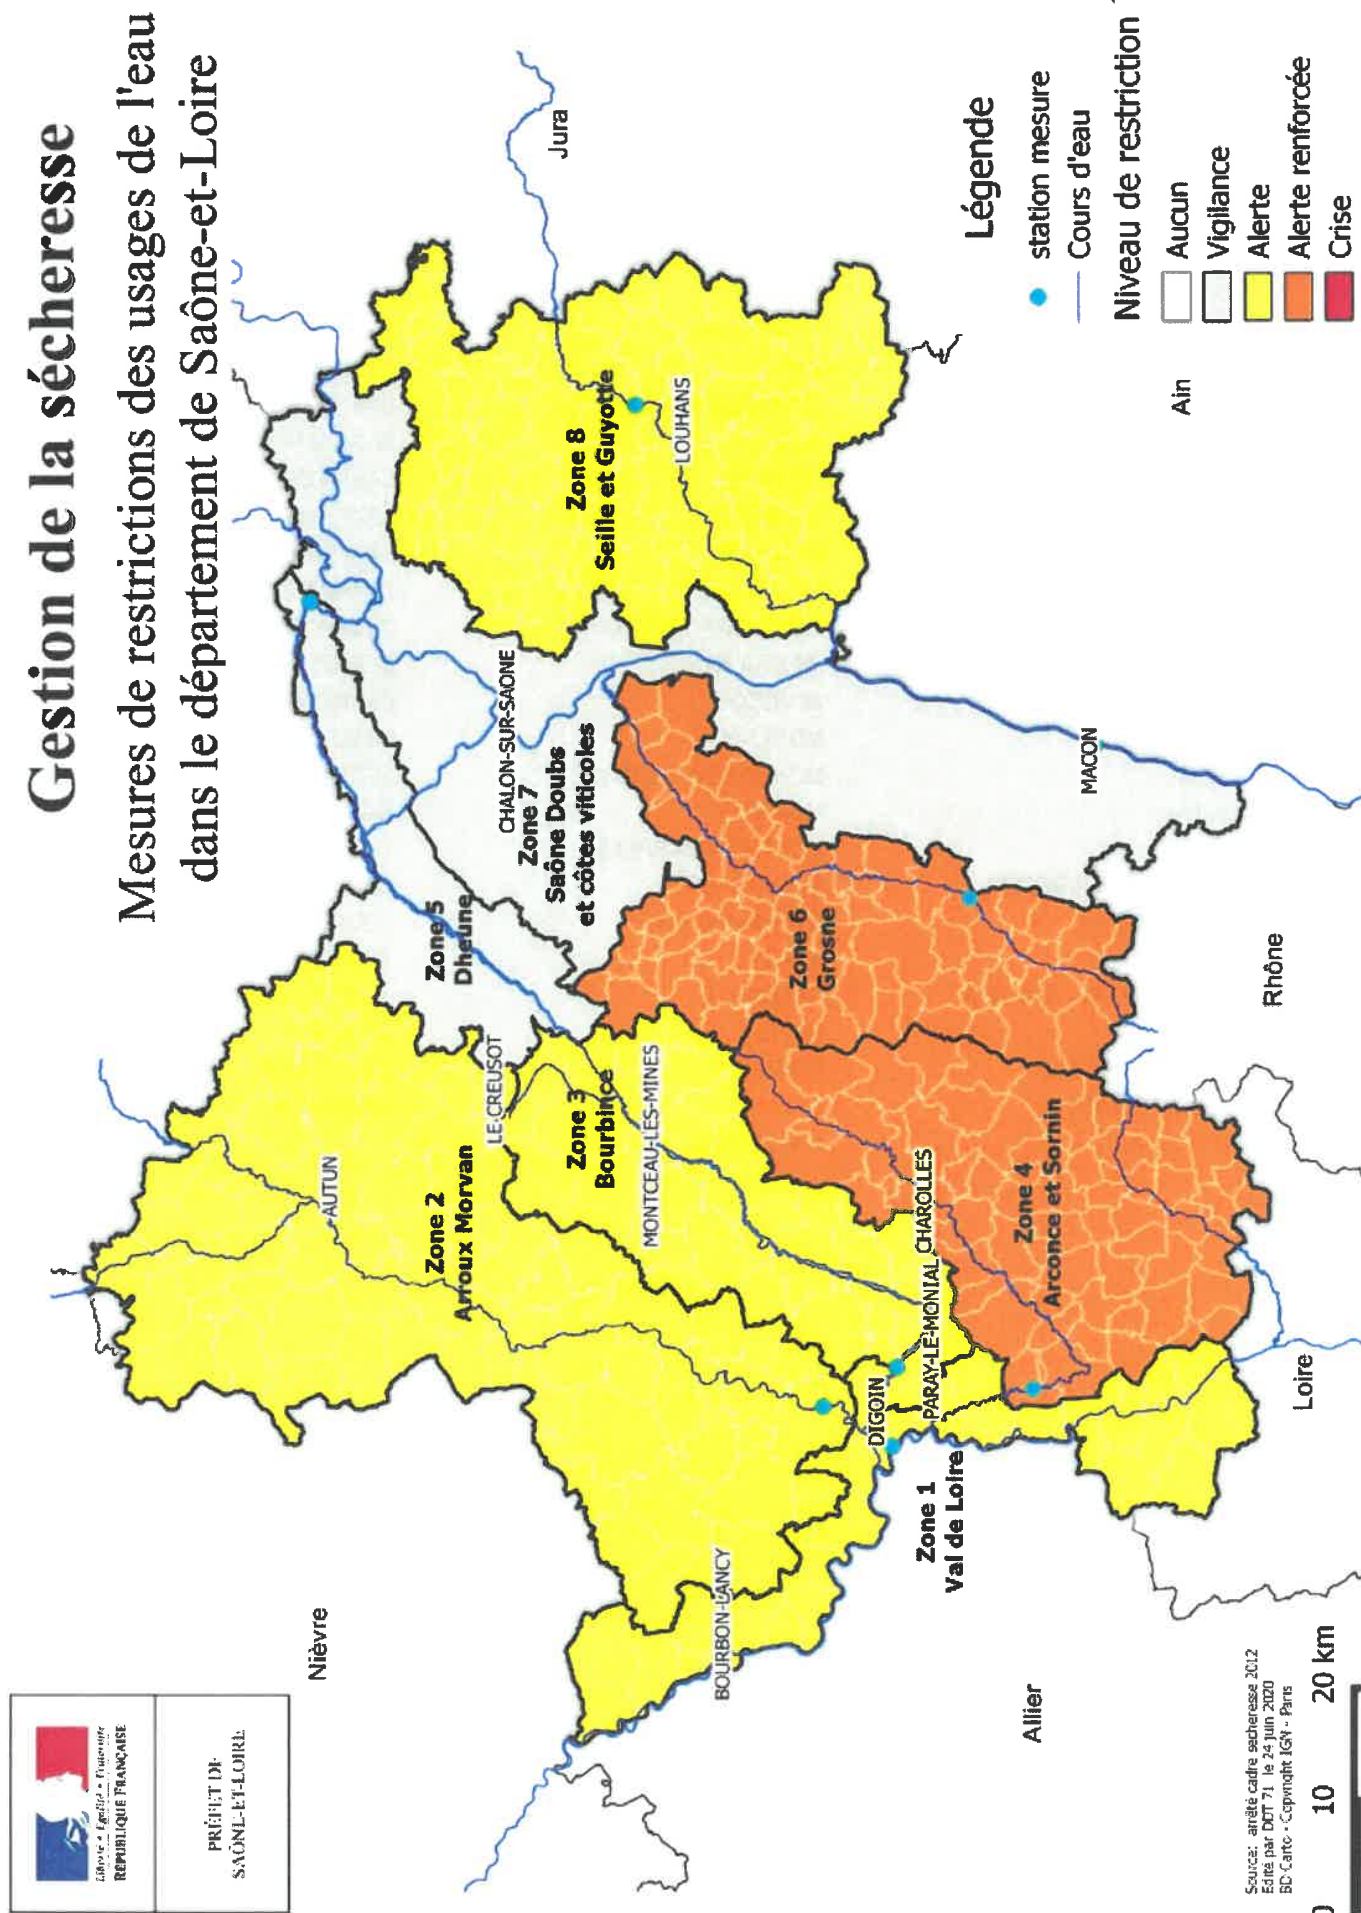 Gestion de la sécheresse
Mesures de restrictions des usages de l'eau
dans le département de Saône-et-Loire
Liberté • Égalité • Fraternité
RÉPUBLIQUE FRANÇAISE
PRÉFET DE
SAÔNE-ET-LOIRE
Nièvre
Jura
AUTUN
Zone 2
Arroux Morvan
LE CREUSOT
Zone 5
Dheune
CHALON-SUR-SAONE
Zone 7
Saône Doubs
et côtes viticoles
Zone 8
Seille et Guyotte
LOUHANS
Zone 3
Bourbince
MONTCEAU-LES-MINES
BOURBON-LANCY
Zone 6
Grosne
DIGOIN
PARAY-LE-MONIAL
CHAROLLES
Zone 1
Val de Loire
Zone 4
Arconce et Sornin
MACON
Allier
Loire
Rhône
Ain
Légende
station mesure
Cours d'eau
Niveau de restriction
Aucun
Vigilance
Alerte
Alerte renforcée
Crise
Source: arrêté cadre sécheresse 2012
Edité par DDT 71 le 24 juin 2020
BD Carto - Copyright IGN - Paris
0 10 20 km